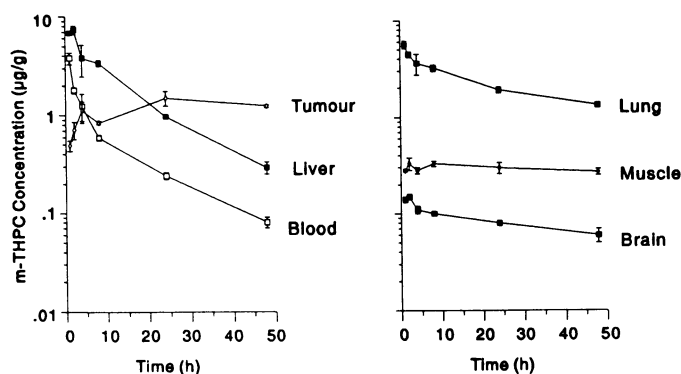 m-THPC Concentration (µg/g)
10
1
.1
.01
0 10 20 30 40 50
Time (h)
Tumour
Liver
Blood
0 10 20 30 40 50
Time (h)
Lung
Muscle
Brain